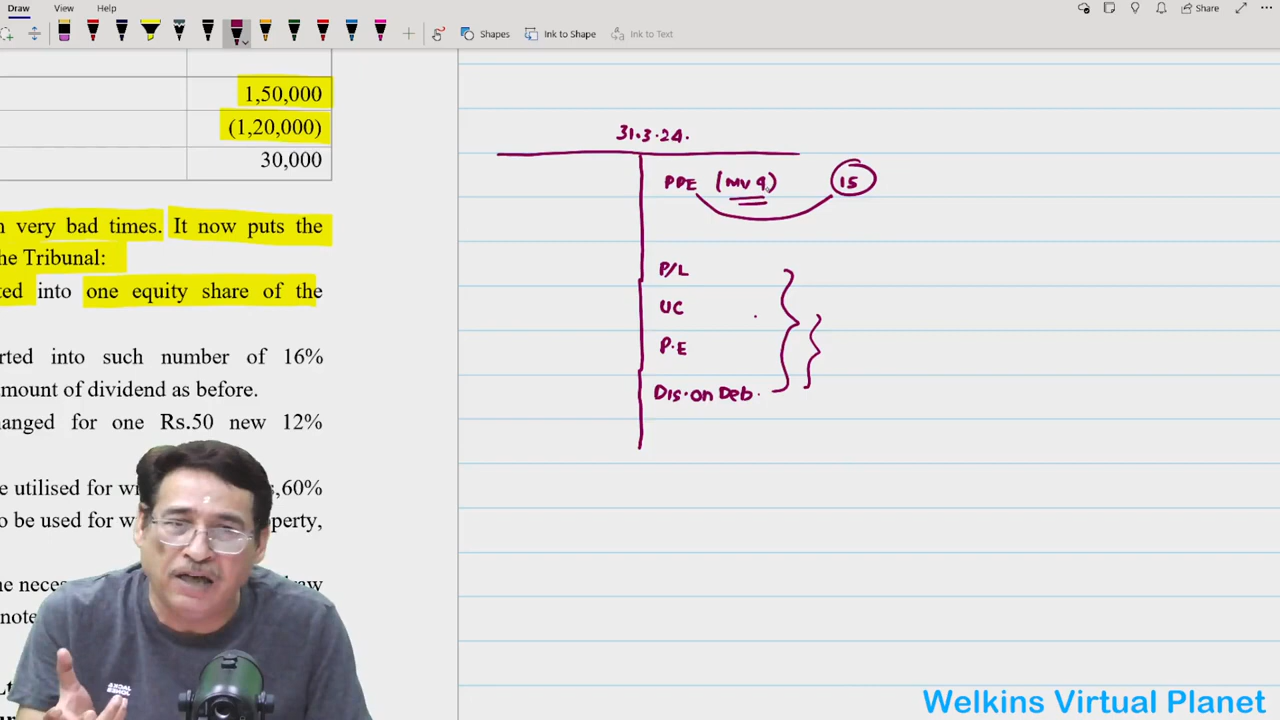 Draw View Help
Share
Shapes Ink to Shape Ink to Text
1,50,000
(1,20,000)
30,000
n very bad times. It now puts the
he Tribunal:
ted into one equity share of the
rted into such number of 16%
mount of dividend as before.
hanged for one Rs.50 new 12%
e utilised for w s,60%
o be used for w operty,
ne neces draw
note
31.3.24.
PPE (MV 9) 15
P/L
UC
P.E
Dis. on Deb.
Welkins Virtual Planet